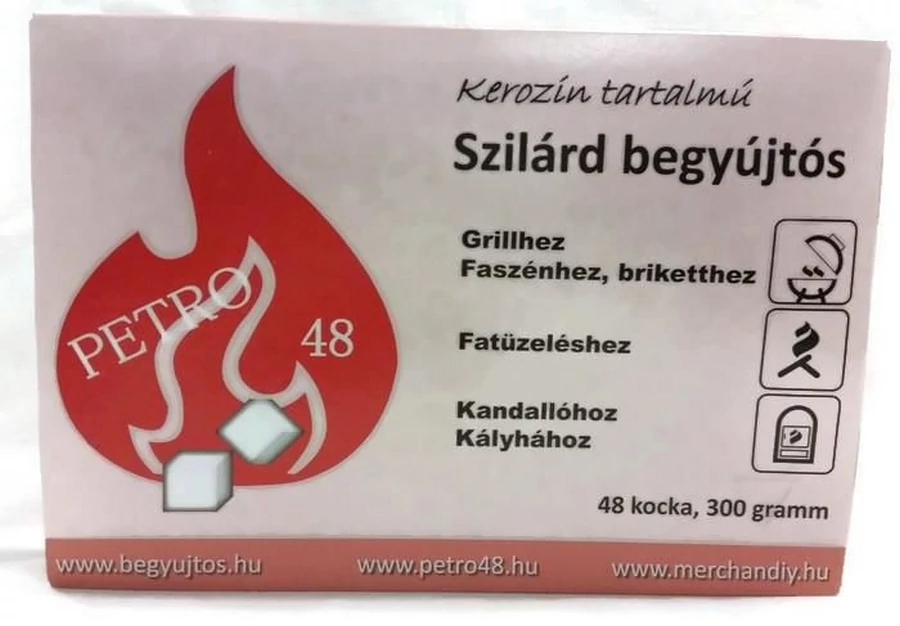 Kerozin tartalmú
Szilárd begyújtós
PETRO
48
Grillhez
Faszénhez, briketthez
Fatüzeléshez
Kandallóhoz
Kályhához
48 kocka, 300 gramm
www.begyujtos.hu www.petro48.hu www.merchandiy.hu